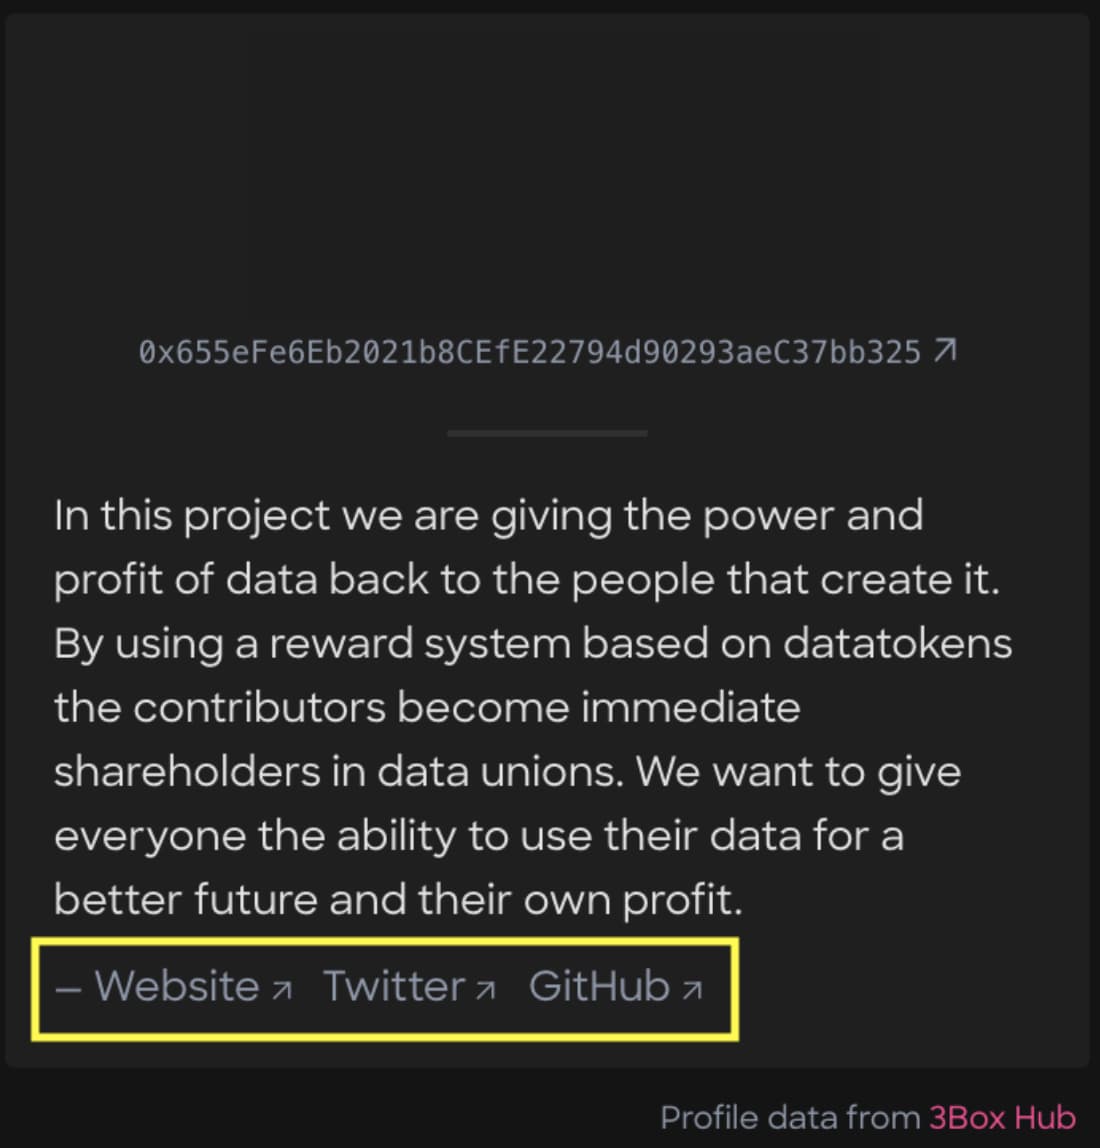 0x655eFe6Eb2021b8CEfE22794d90293aeC37bb325 ↗
In this project we are giving the power and
profit of data back to the people that create it.
By using a reward system based on datatokens
the contributors become immediate
shareholders in data unions. We want to give
everyone the ability to use their data for a
better future and their own profit.
— Website ↗ Twitter ↗ GitHub ↗
Profile data from 3Box Hub